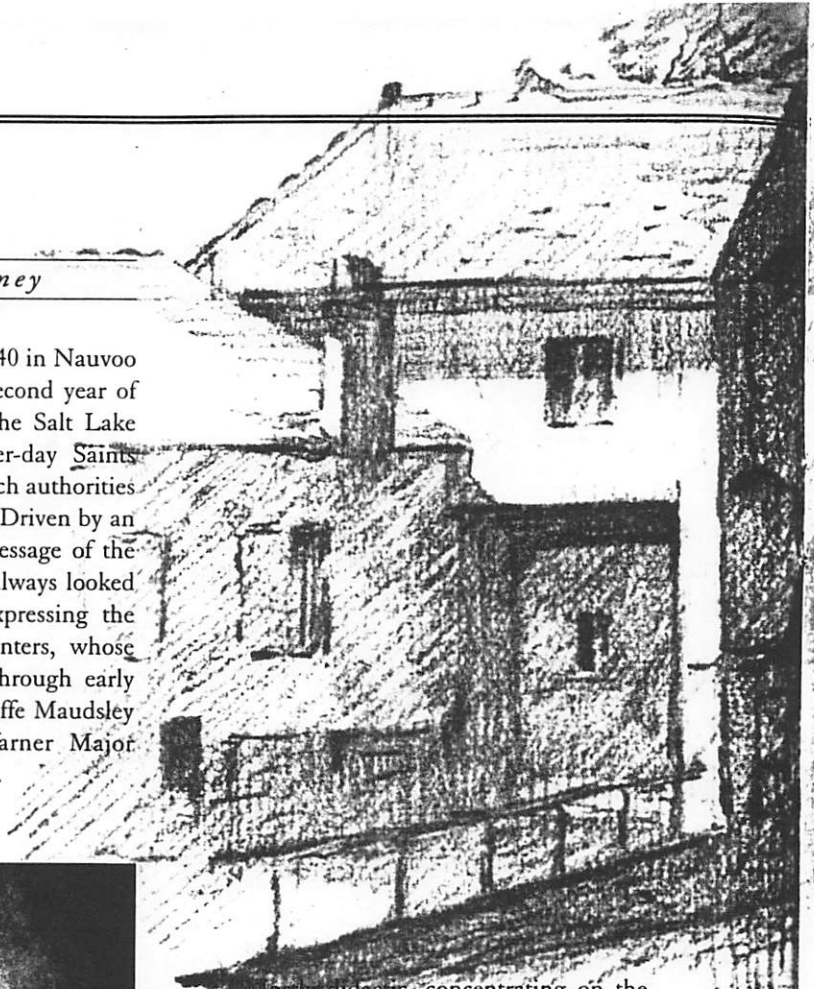 ney
40 in Nauvoo
econd year of
he Salt Lake
er-day Saints
ch authorities
Driven by an
essage of the
lways looked
xpressing the
nters, whose
hrough early
ffe Maudsley
arner Major
didactic, concentrating on the